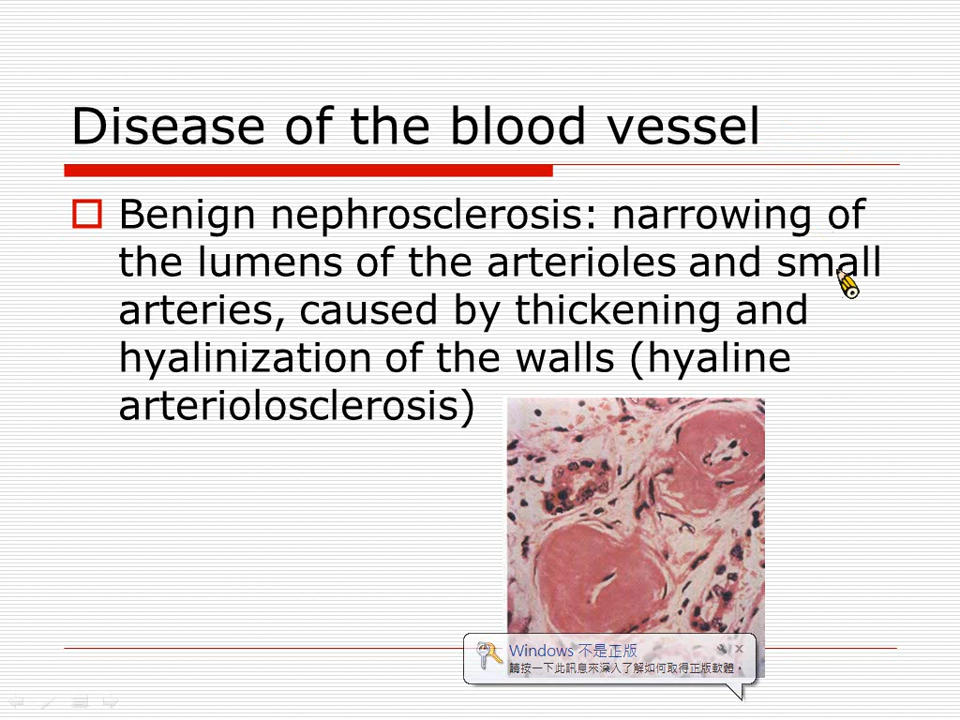 Disease of the blood vessel
Benign nephrosclerosis: narrowing of
the lumens of the arterioles and small
arteries, caused by thickening and
hyalinization of the walls (hyaline
arteriolosclerosis)
Windows 不是正版
請按一下此訊息來深入了解如何取得正版軟體。